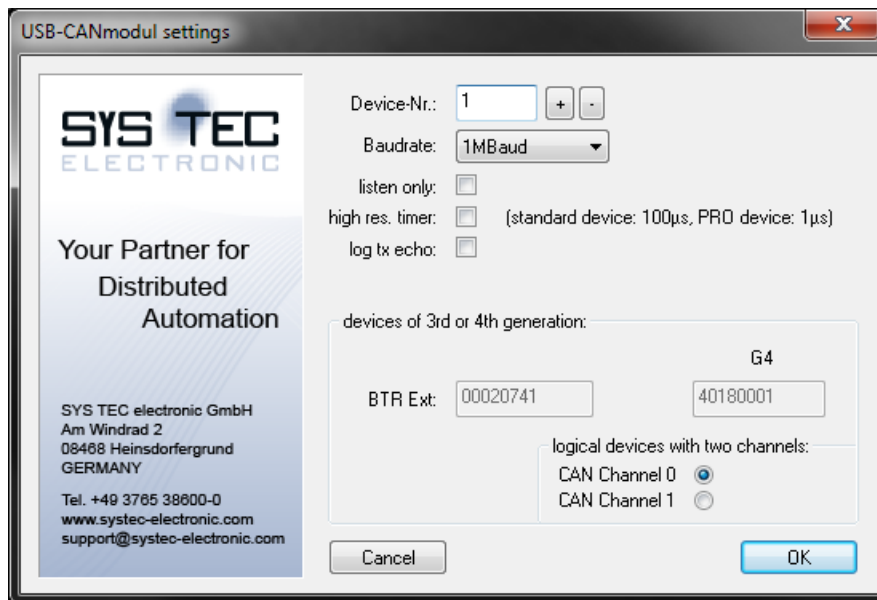 USB-CANmodul settings
SYS TEC
ELECTRONIC
Your Partner for
Distributed
Automation
SYS TEC electronic GmbH
Am Windrad 2
08468 Heinsdorfergrund
GERMANY
Tel. +49 3765 38600-0
www.systec-electronic.com
support@systec-electronic.com
Device-Nr.: 1 + -
Baudrate: 1MBaud
listen only:
high res. timer: (standard device: 100µs, PRO device: 1µs)
log tx echo:
devices of 3rd or 4th generation:
G4
BTR Ext: 00020741 40180001
logical devices with two channels:
CAN Channel 0
CAN Channel 1
Cancel OK